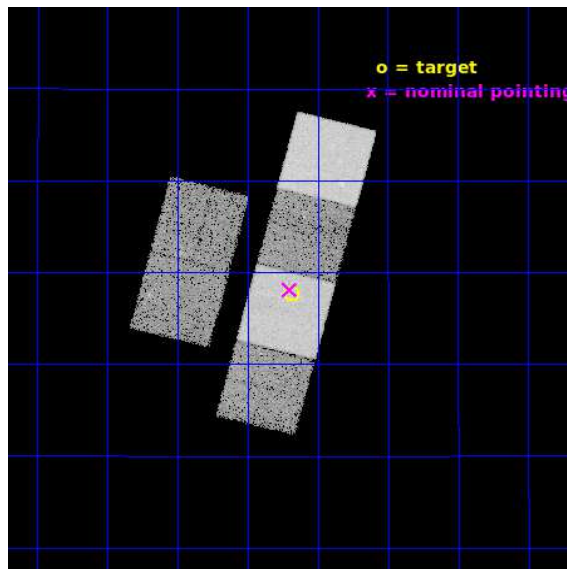 o = target
x = nominal pointing